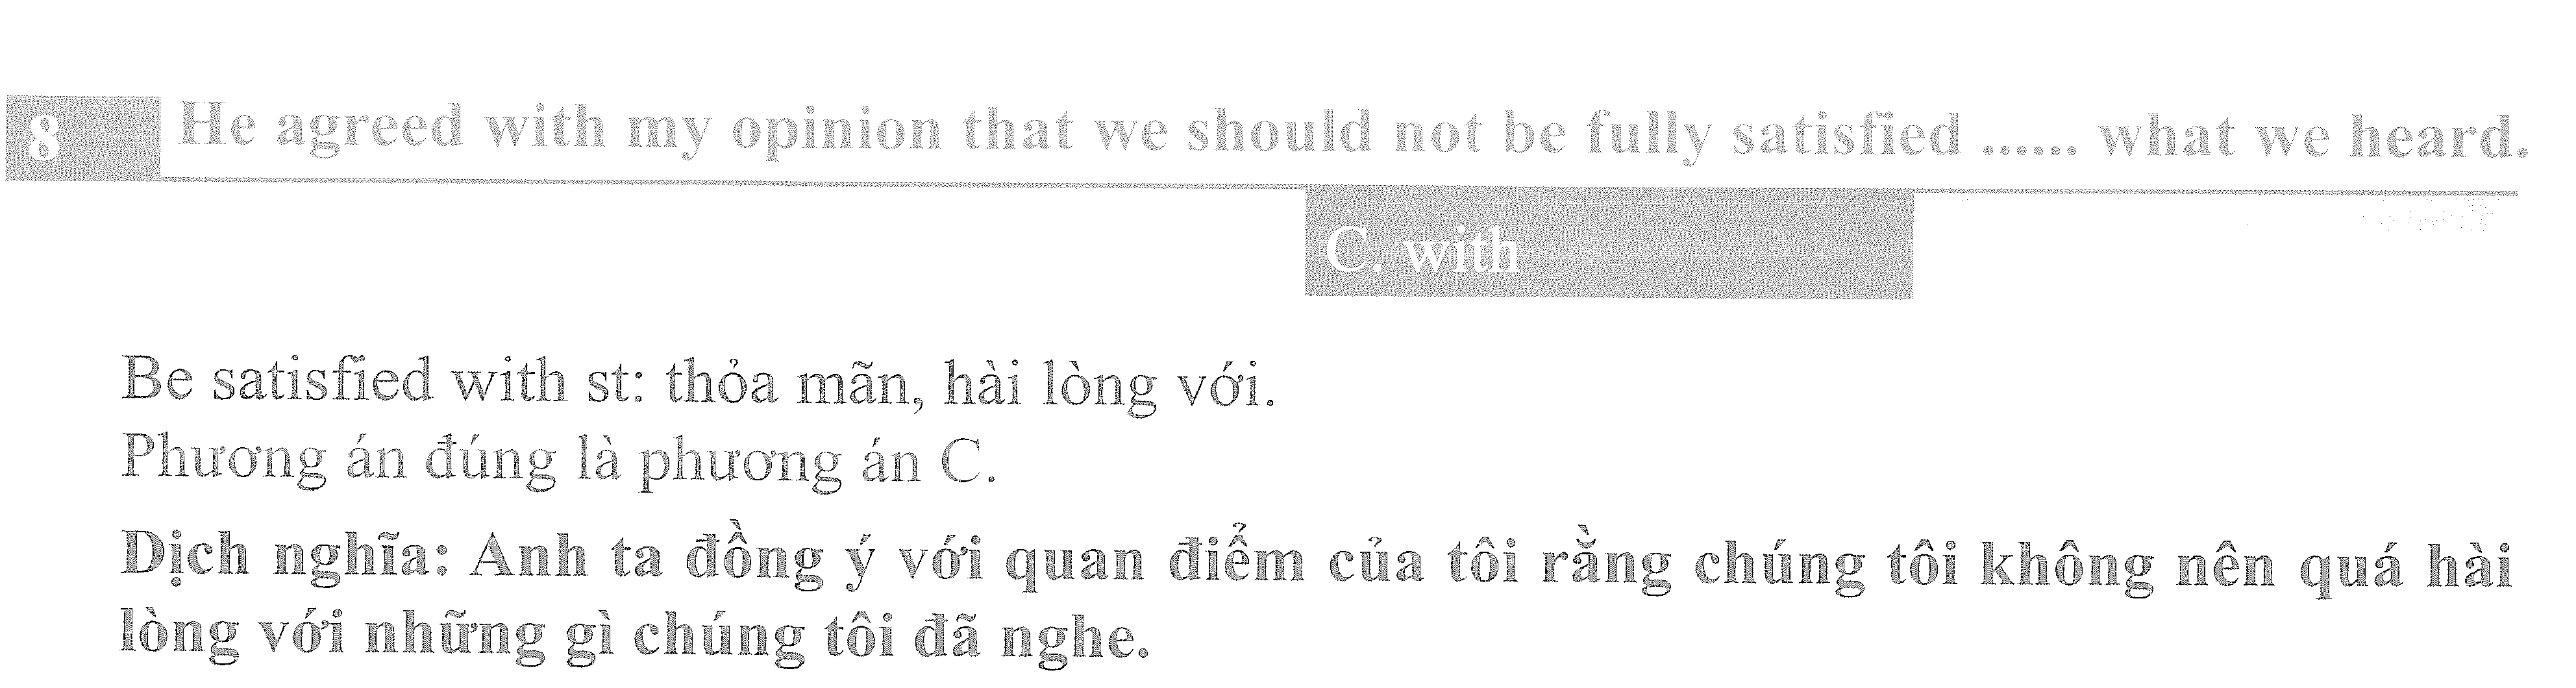 8 He agreed with my opinion that we should not be fully satisfied ...... what we heard.
C. with
Be satisfied with st: thỏa mãn, hài lòng với.
Phương án đúng là phương án C.
Dịch nghĩa: Anh ta đồng ý với quan điểm của tôi rằng chúng tôi không nên quá hài
lòng với những gì chúng tôi đã nghe.